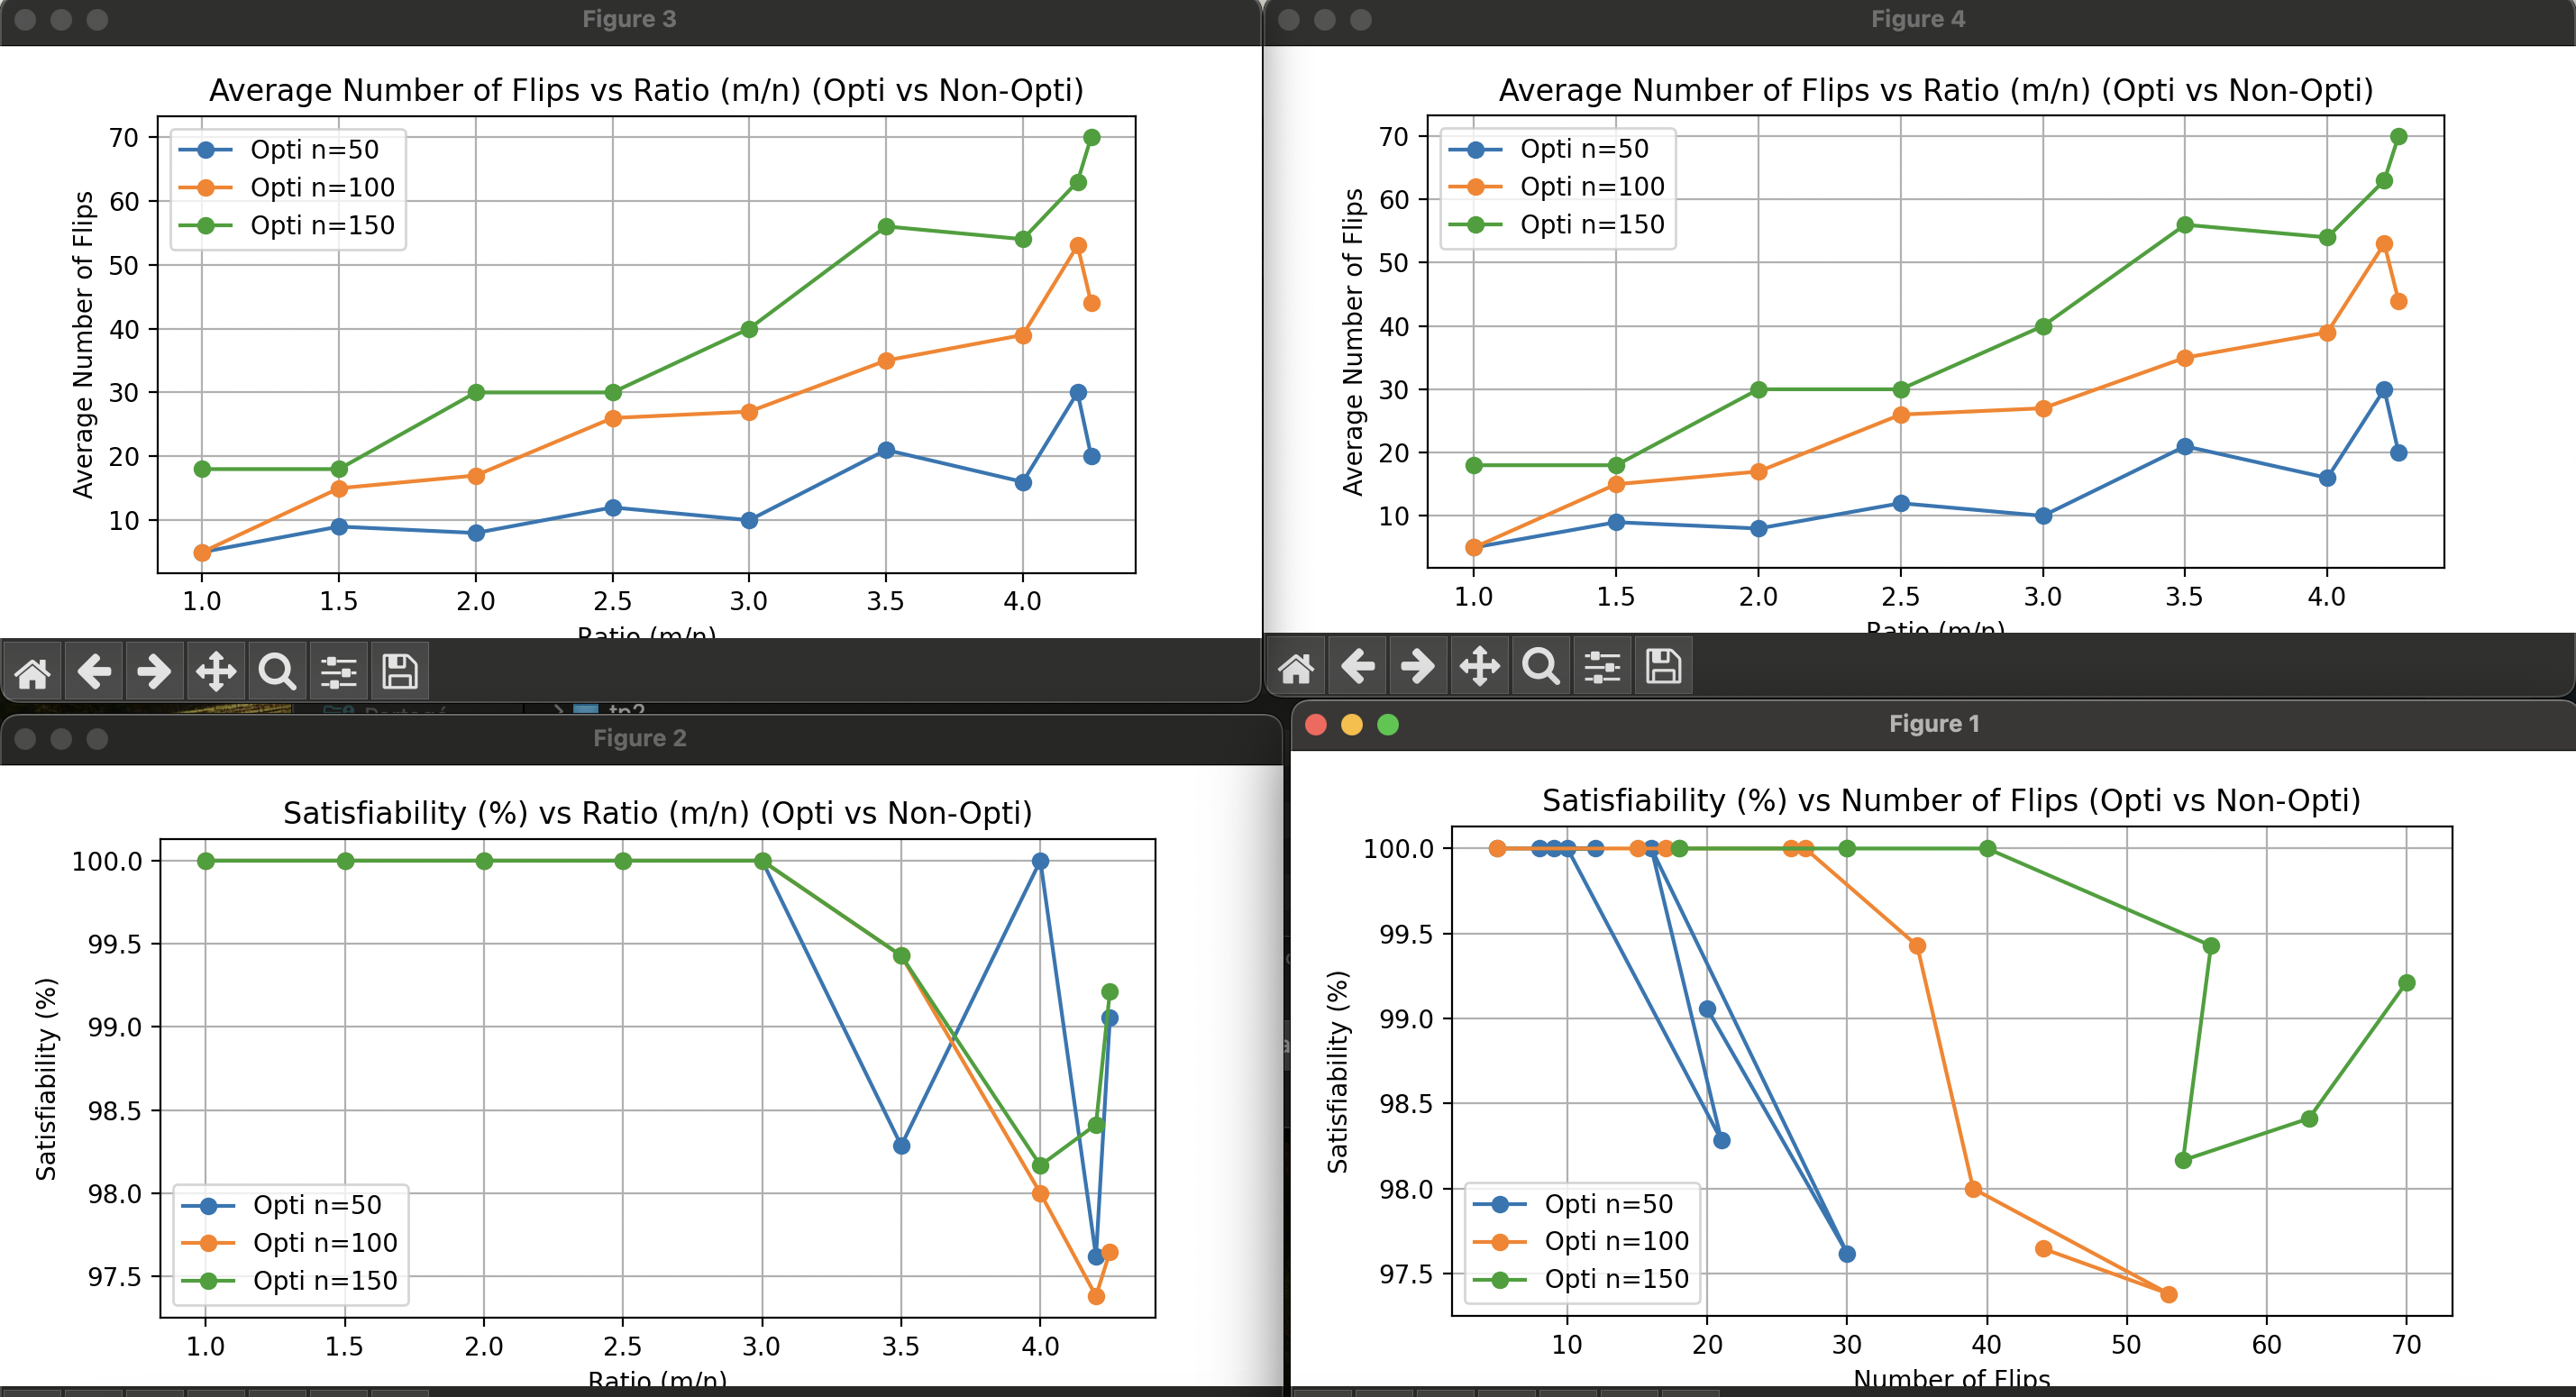 Figure 3
Average Number of Flips vs Ratio (m/n) (Opti vs Non-Opti)
Opti n=50
Opti n=100
Opti n=150
70
60
50
40
30
20
10
Average Number of Flips
1.0 1.5 2.0 2.5 3.0 3.5 4.0
Ratio (m/n)
Figure 4
Average Number of Flips vs Ratio (m/n) (Opti vs Non-Opti)
Opti n=50
Opti n=100
Opti n=150
70
60
50
40
30
20
10
Average Number of Flips
1.0 1.5 2.0 2.5 3.0 3.5 4.0
Ratio (m/n)
Partagé
tp2
Figure 2
Satisfiability (%) vs Ratio (m/n) (Opti vs Non-Opti)
100.0
99.5
99.0
98.5
98.0
97.5
Satisfiability (%)
Opti n=50
Opti n=100
Opti n=150
1.0 1.5 2.0 2.5 3.0 3.5 4.0
Ratio (m/n)
Figure 1
Satisfiability (%) vs Number of Flips (Opti vs Non-Opti)
100.0
99.5
99.0
98.5
98.0
97.5
Satisfiability (%)
Opti n=50
Opti n=100
Opti n=150
10 20 30 40 50 60 70
Number of Flips